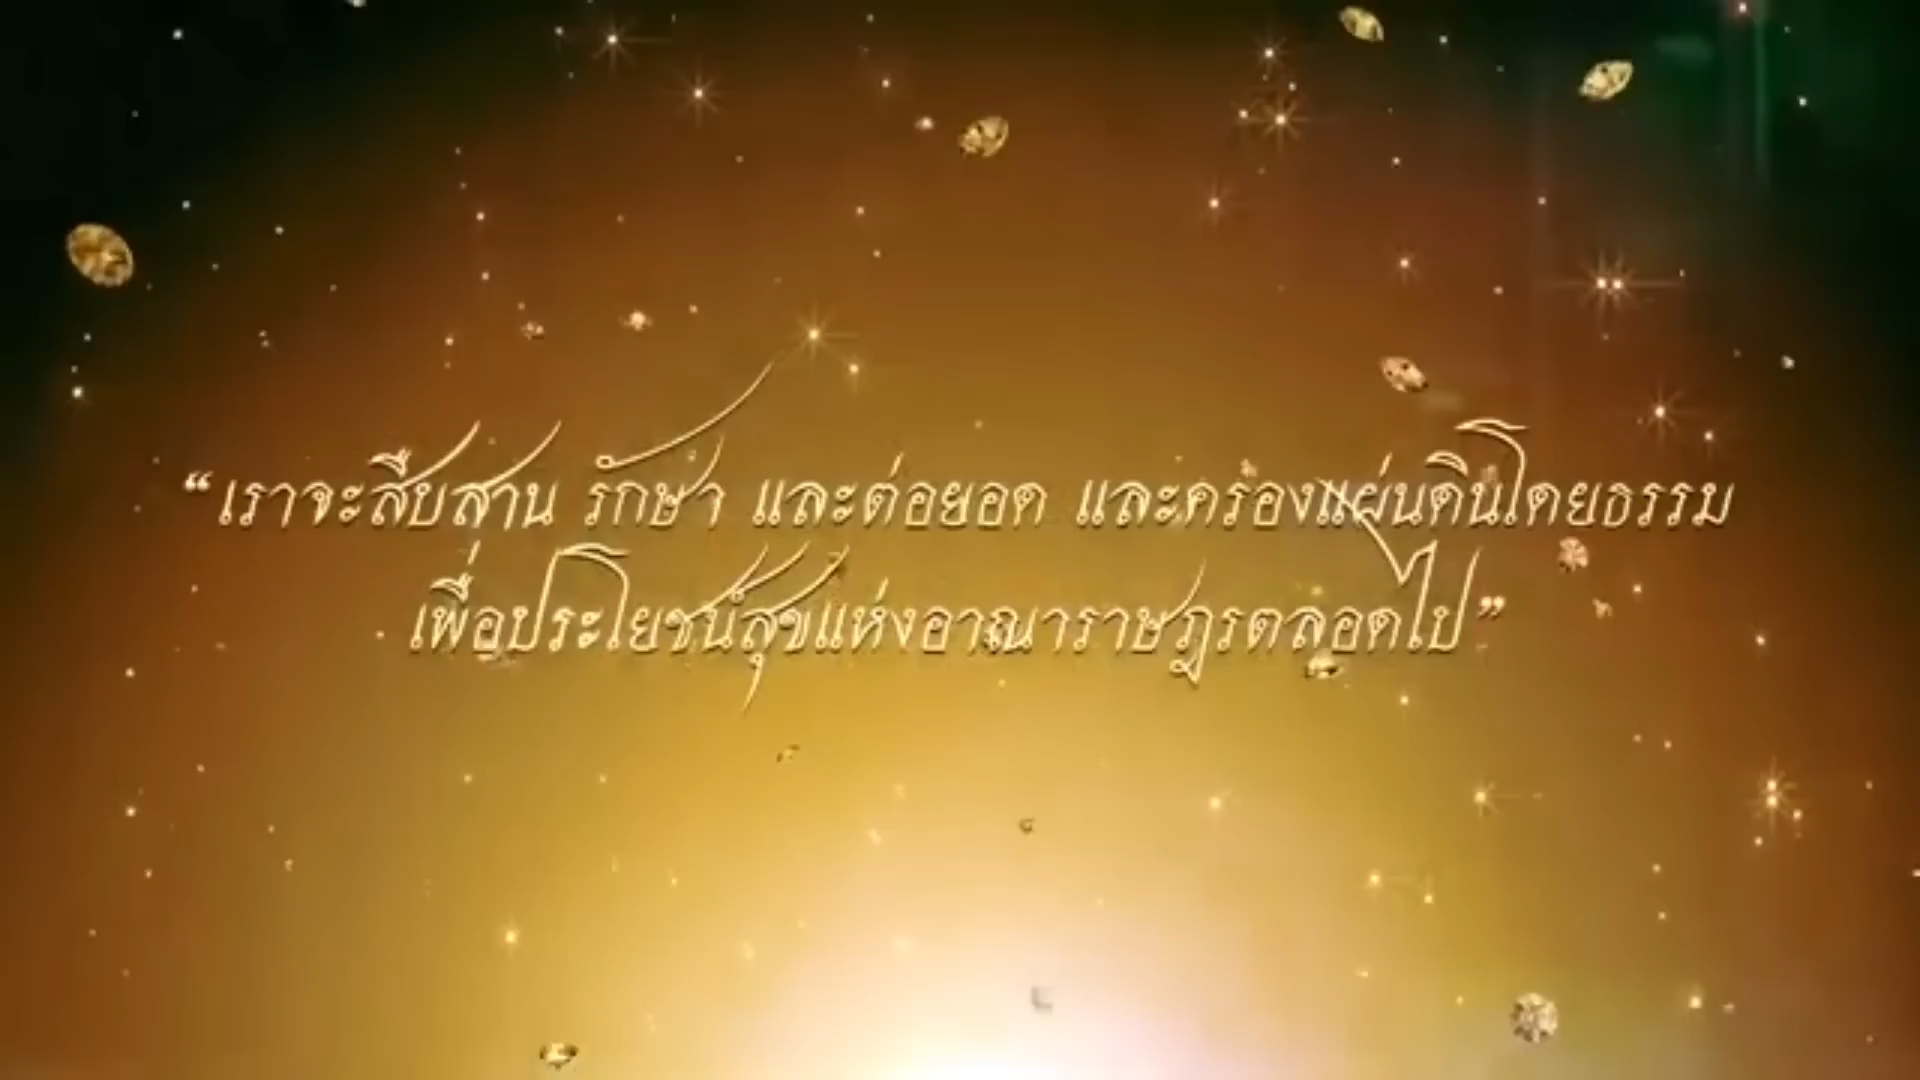 “เราจะสืบสาน รักษา และต่อยอด และครองแผ่นดินโดยธรรม
เพื่อประโยชน์สุขแห่งอาณาราษฎรตลอดไป”